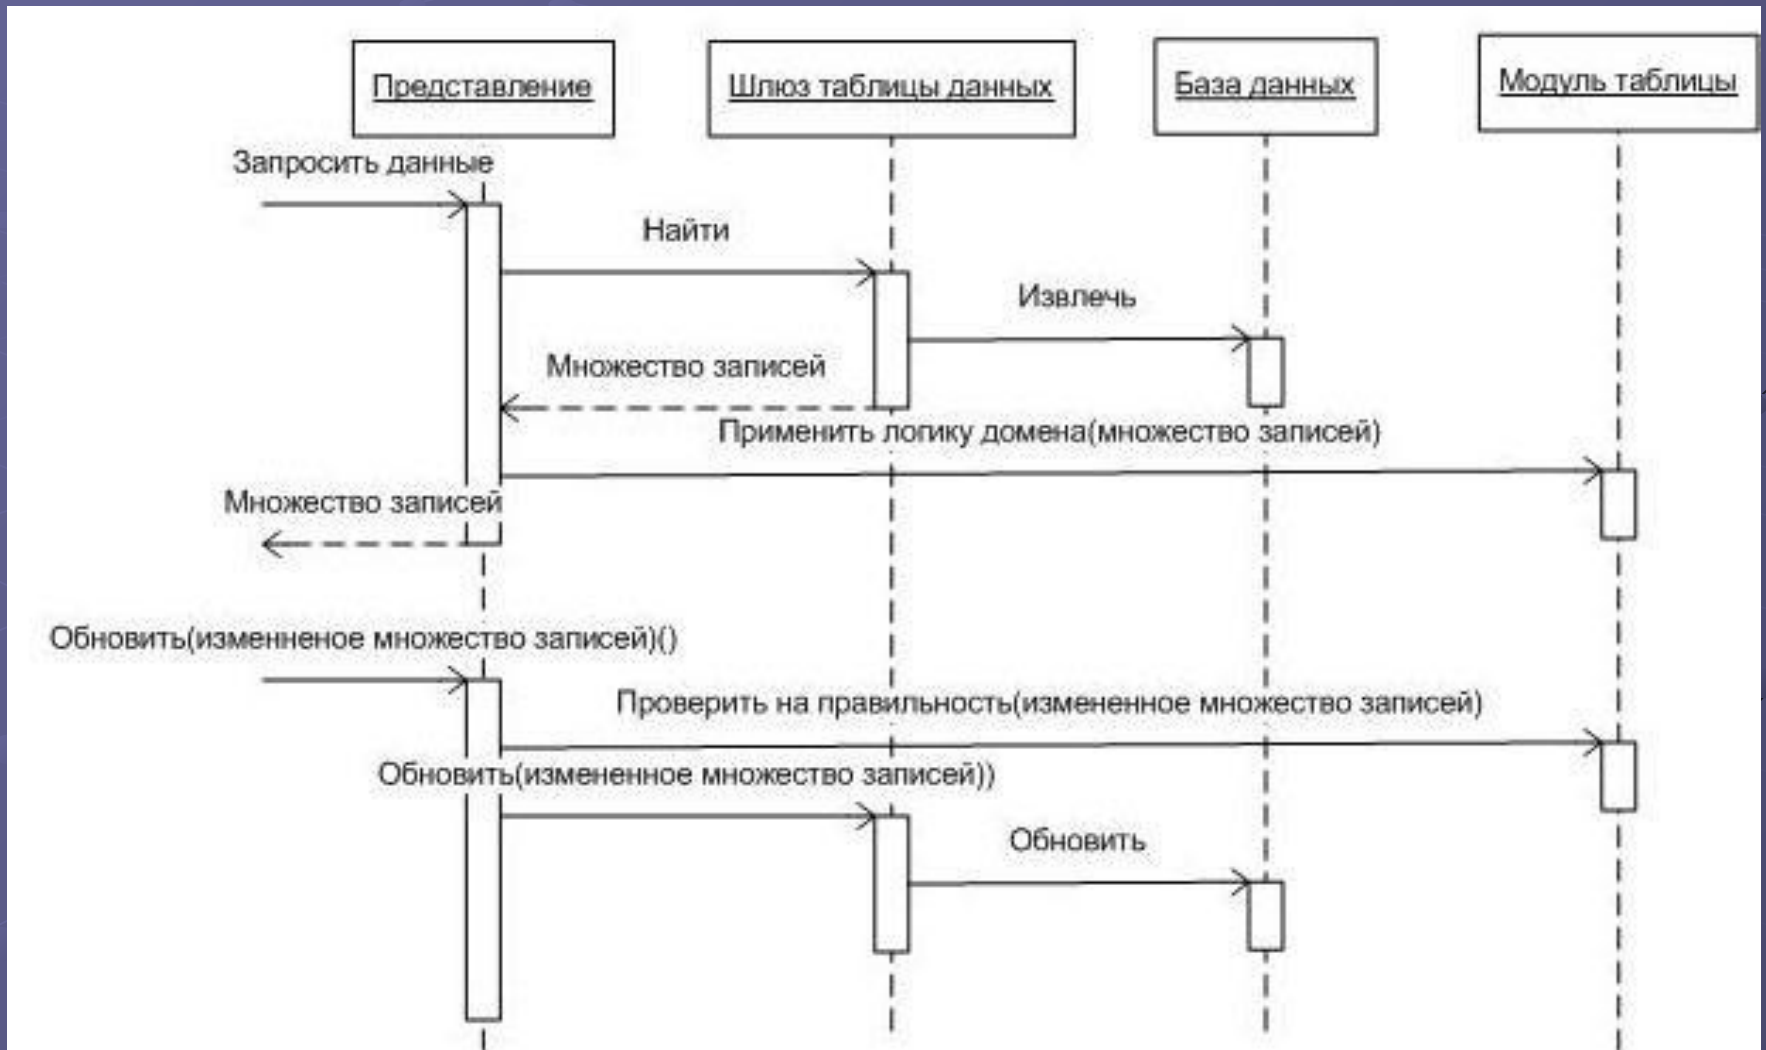 Представление
Шлюз таблицы данных
База данных
Модуль таблицы
Запросить данные
Найти
Извлечь
Множество записей
Применить логику домена(множество записей)
Множество записей
Обновить(изменненое множество записей)()
Проверить на правильность(измененное множество записей)
Обновить(измененное множество записей))
Обновить